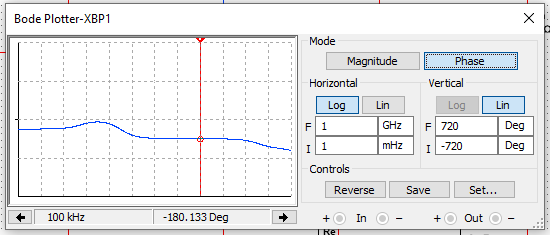 Bode Plotter-XBP1
Mode
Magnitude Phase
Horizontal Vertical
Log Lin Log Lin
F 1 GHz F 720 Deg
I 1 mHz I -720 Deg
Controls
Reverse Save Set...
100 kHz -180.133 Deg
+ In − + Out −
Re